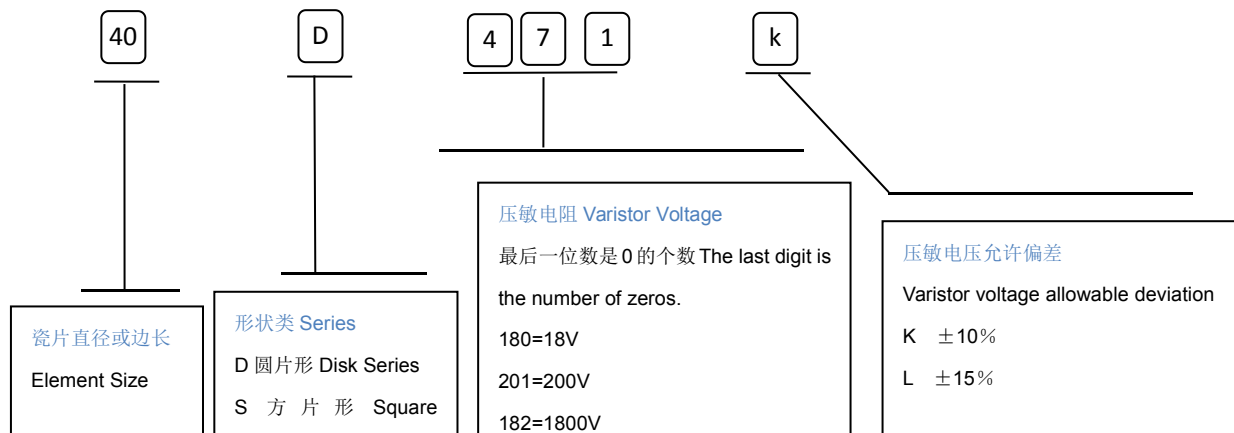 40 D 4 7 1 k
瓷片直径或边长
Element Size
形状类 Series
D 圆片形 Disk Series
S 方片形 Square
压敏电阻 Varistor Voltage
最后一位数是0的个数The last digit is
the number of zeros.
180=18V
201=200V
182=1800V
压敏电压允许偏差
Varistor voltage allowable deviation
K ±10%
L ±15%